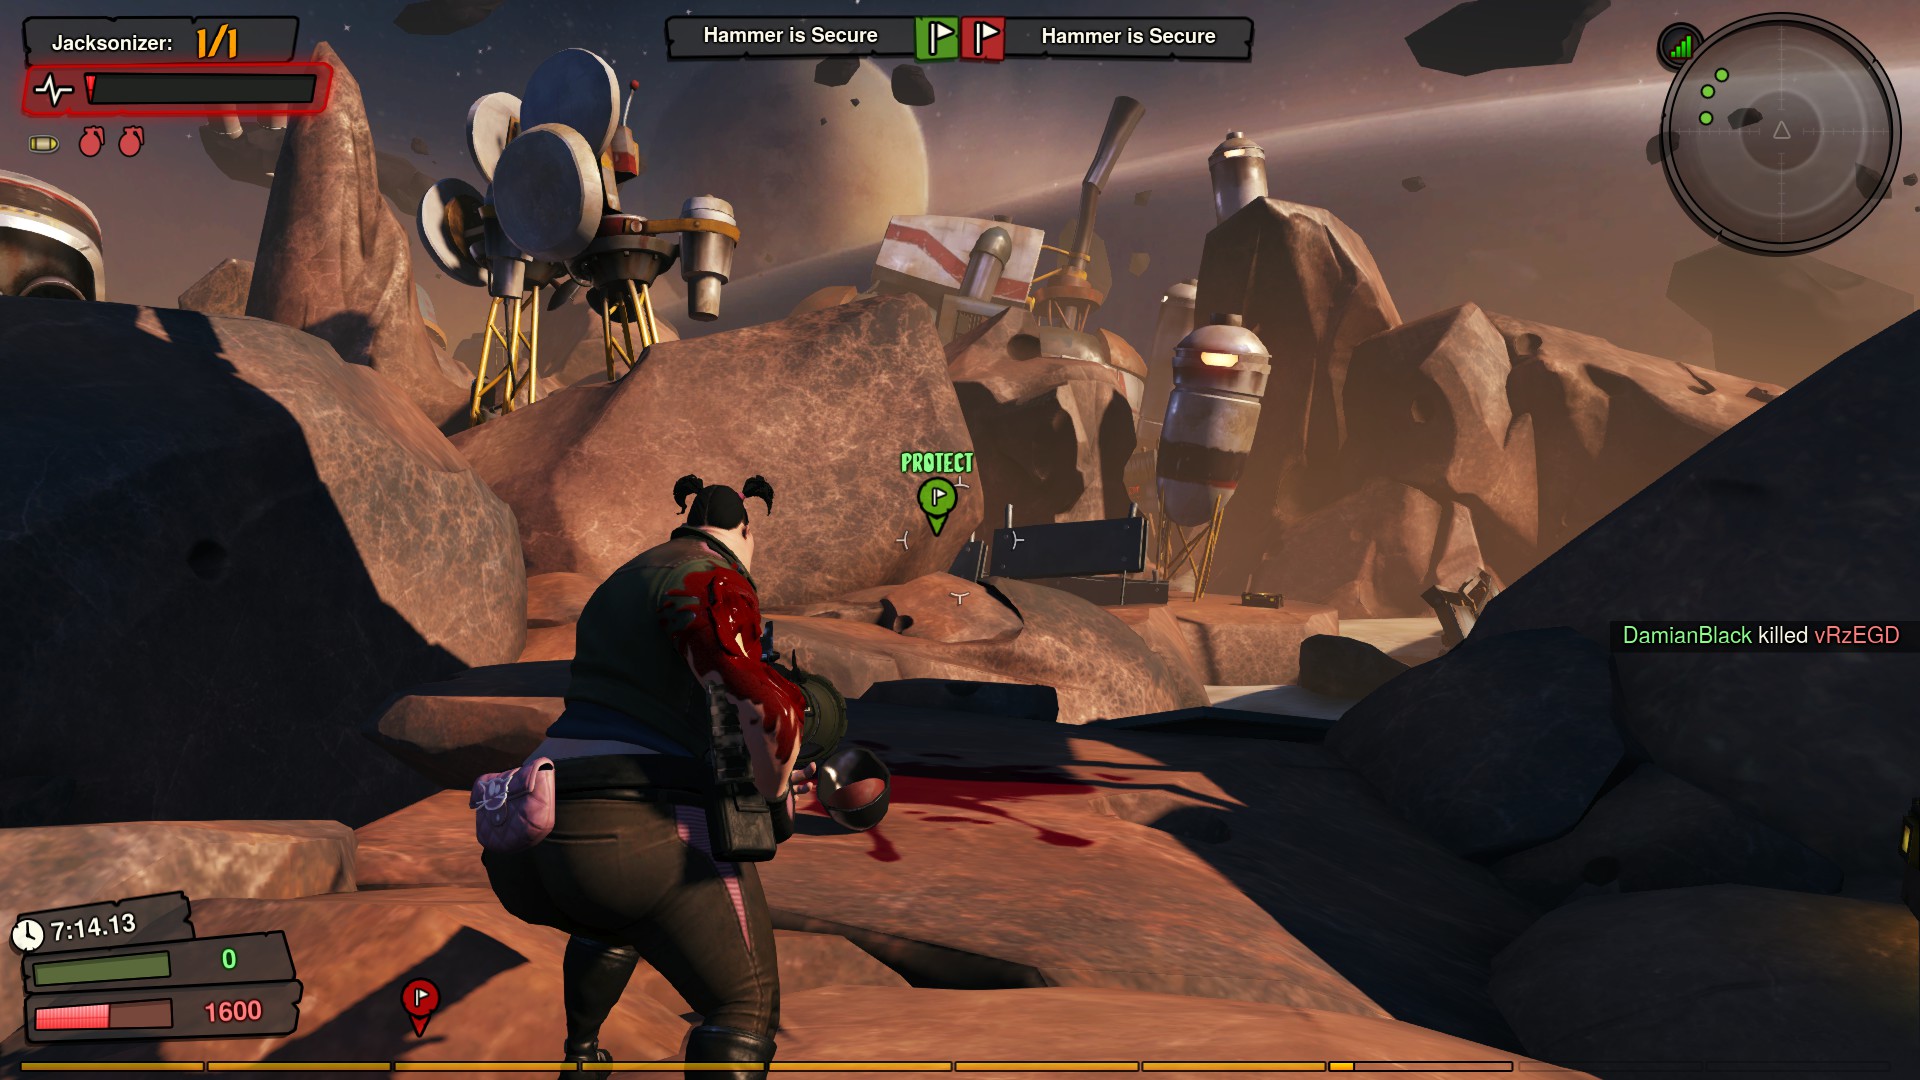 Jacksonizer: 1/1
Hammer is Secure
Hammer is Secure
PROTECT
DamianBlack killed vRzEGD
7:14.13
0
1600